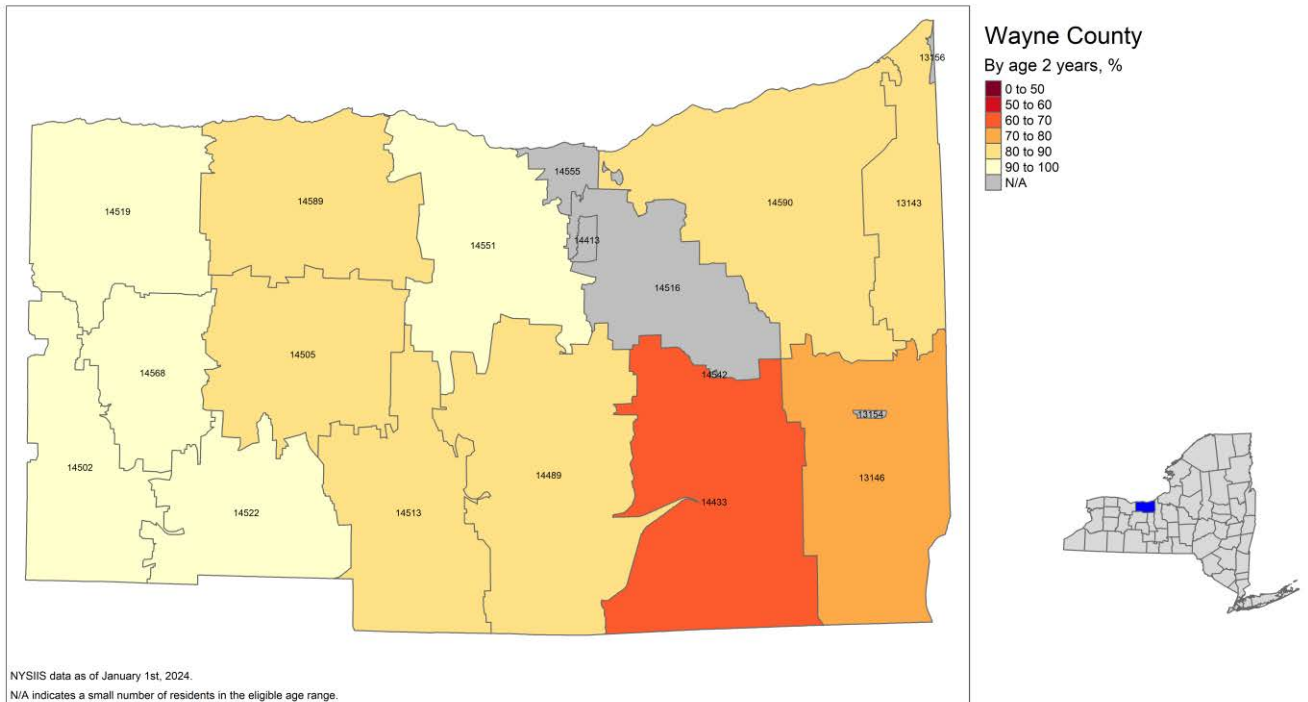 Wayne County
By age 2 years, %
0 to 50
50 to 60
60 to 70
70 to 80
80 to 90
90 to 100
N/A
13156
14519
14589
14555
14590
13143
14551
14413
14516
14505
14568
14542
13154
14502
14489
13146
14433
14522
14513
NYSIIS data as of January 1st, 2024.
N/A indicates a small number of residents in the eligible age range.